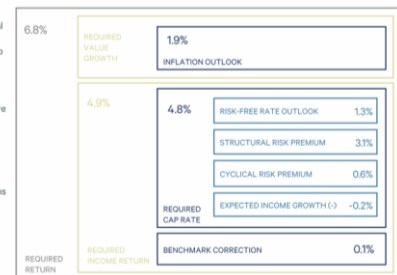 6.8%
REQUIRED
VALUE
GROWTH
1.9%
INFLATION OUTLOOK
4.9%
4.8%
RISK-FREE RATE OUTLOOK 1.3%
STRUCTURAL RISK PREMIUM 3.1%
CYCLICAL RISK PREMIUM 0.6%
EXPECTED INCOME GROWTH (-) -0.2%
REQUIRED
CAP RATE
REQUIRED
INCOME RETURN
BENCHMARK CORRECTION 0.1%
REQUIRED
RETURN